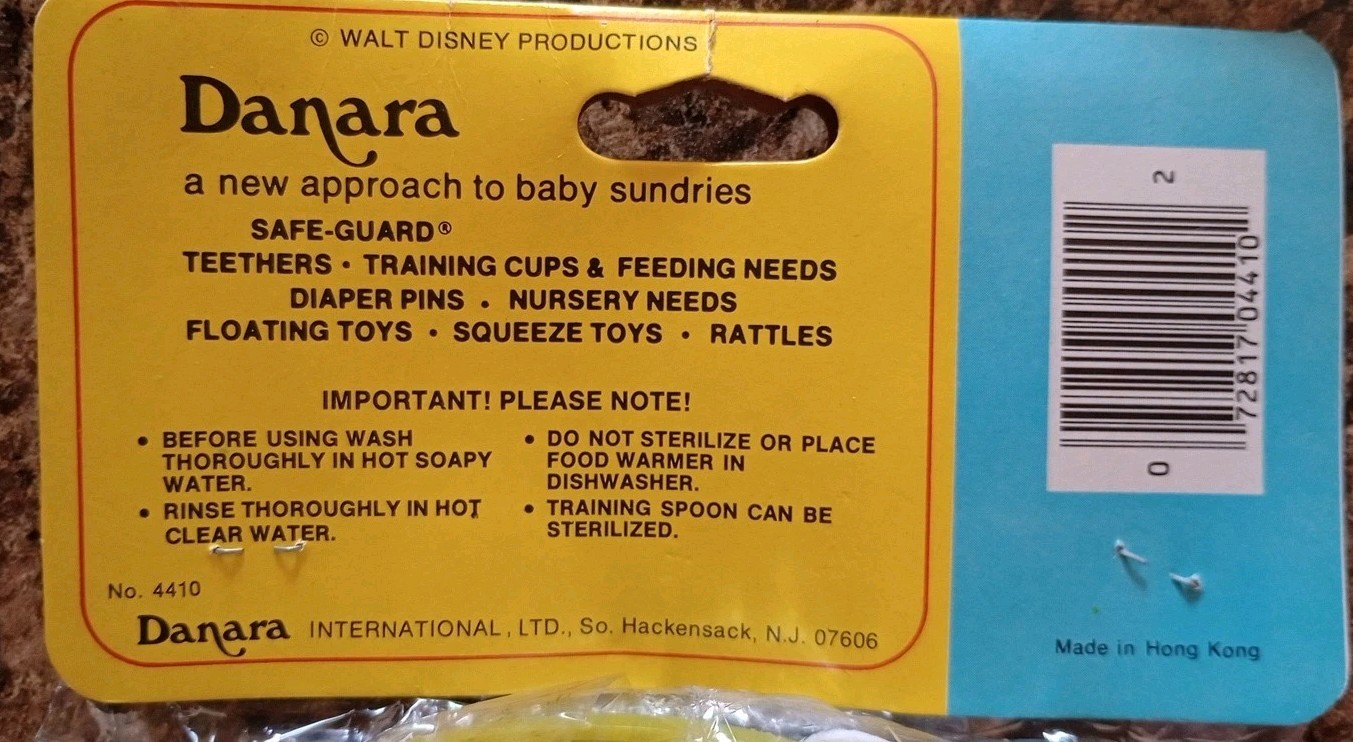 © WALT DISNEY PRODUCTIONS
Danara
a new approach to baby sundries
SAFE-GUARD®
TEETHERS • TRAINING CUPS & FEEDING NEEDS
DIAPER PINS • NURSERY NEEDS
FLOATING TOYS • SQUEEZE TOYS • RATTLES
IMPORTANT! PLEASE NOTE!
• BEFORE USING WASH
THOROUGHLY IN HOT SOAPY
WATER.
• RINSE THOROUGHLY IN HOT
CLEAR WATER.
• DO NOT STERILIZE OR PLACE
FOOD WARMER IN
DISHWASHER.
• TRAINING SPOON CAN BE
STERILIZED.
No. 4410
Danara INTERNATIONAL, LTD., So. Hackensack, N.J. 07606
0 72817 04410 2
Made in Hong Kong